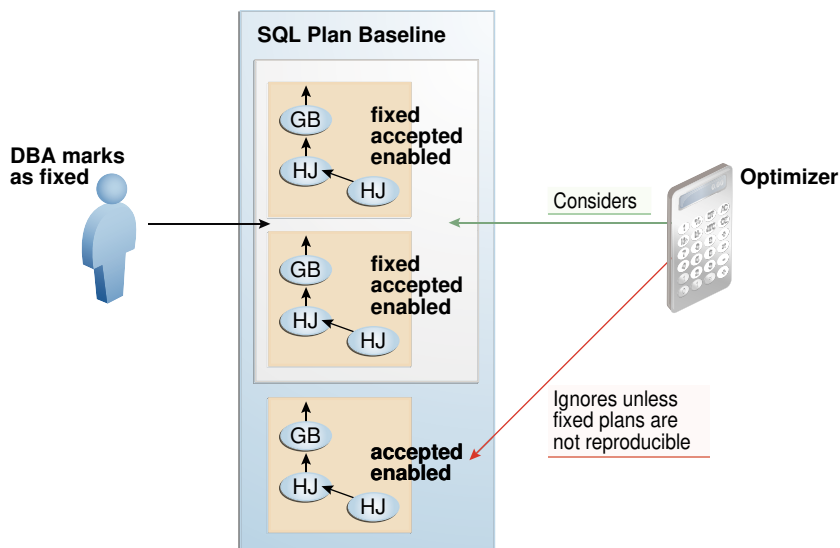 SQL Plan Baseline
GB
HJ
HJ
fixed
accepted
enabled
DBA marks
as fixed
Considers
Optimizer
GB
HJ
HJ
fixed
accepted
enabled
Ignores unless
fixed plans are
not reproducible
GB
HJ
HJ
accepted
enabled